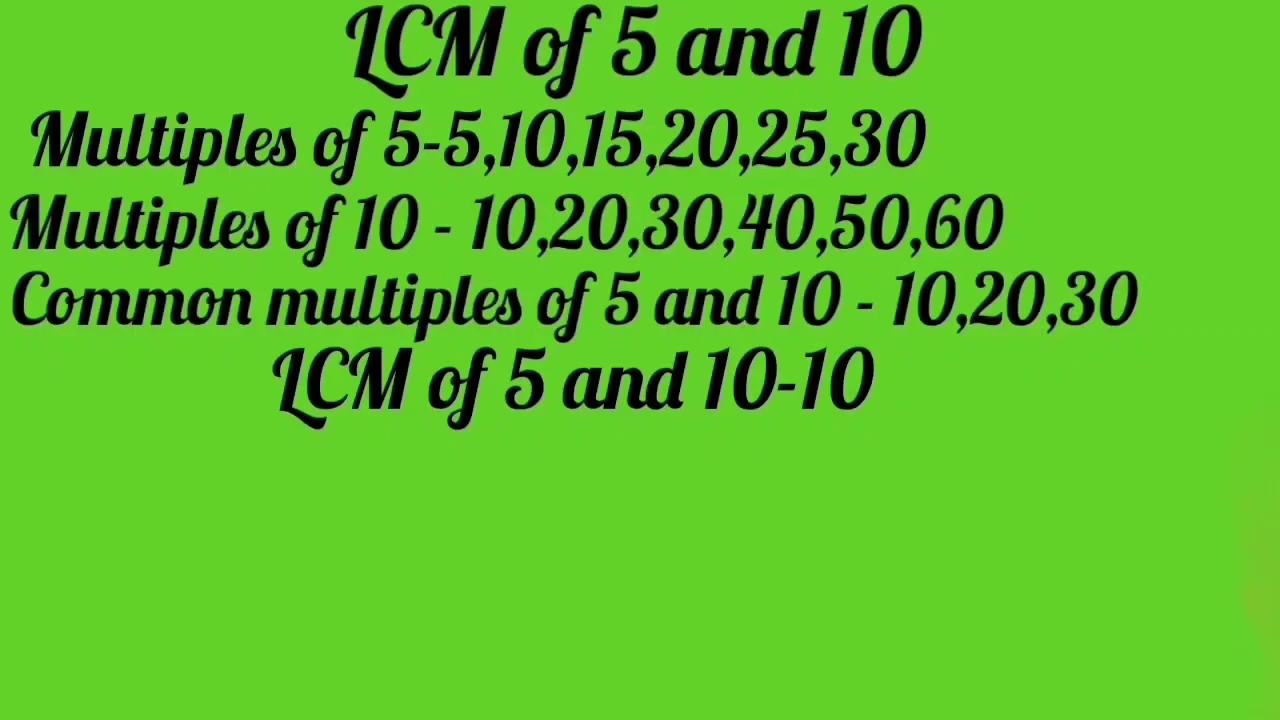 LCM of 5 and 10
Multiples of 5-5,10,15,20,25,30
Multiples of 10 - 10,20,30,40,50,60
Common multiples of 5 and 10 - 10,20,30
LCM of 5 and 10-10